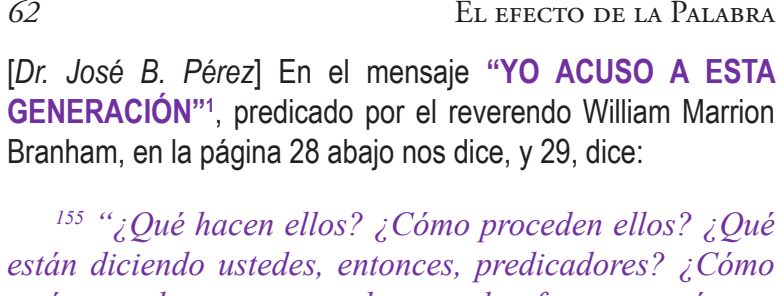 62 El efecto de la Palabra
[Dr. José B. Pérez] En el mensaje “YO ACUSO A ESTA
GENERACIÓN”¹, predicado por el reverendo William Marrion
Branham, en la página 28 abajo nos dice, y 29, dice:
¹⁵⁵ “¿Qué hacen ellos? ¿Cómo proceden ellos? ¿Qué
están diciendo ustedes, entonces, predicadores? ¿Cómo